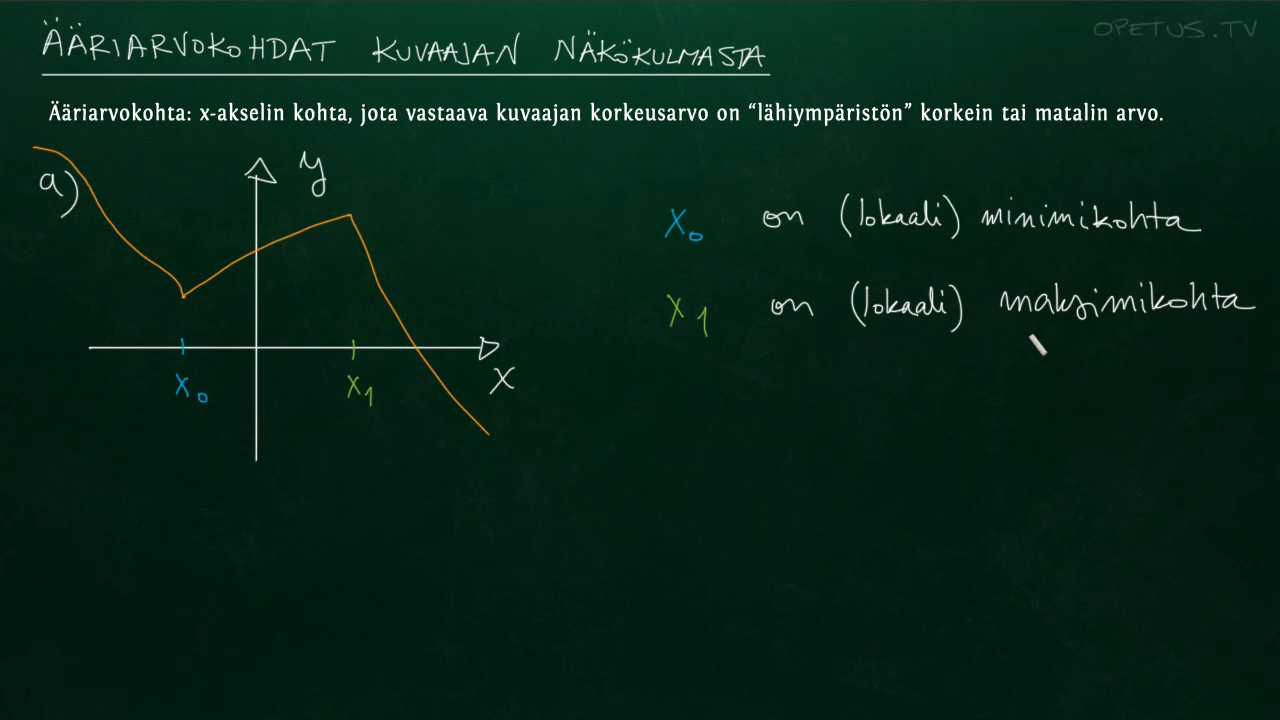 OPETUS.TV
ÄÄRIARVOKOHDAT KUVAAJAN NÄKÖKULMASTA
Ääriarvokohta: x-akselin kohta, jota vastaava kuvaajan korkeusarvo on “lähiympäristön” korkein tai matalin arvo.
a)
y
x₀ on (lokaali) minimikohta
x₁ on (lokaali) maksimikohta
x
x₀
x₁